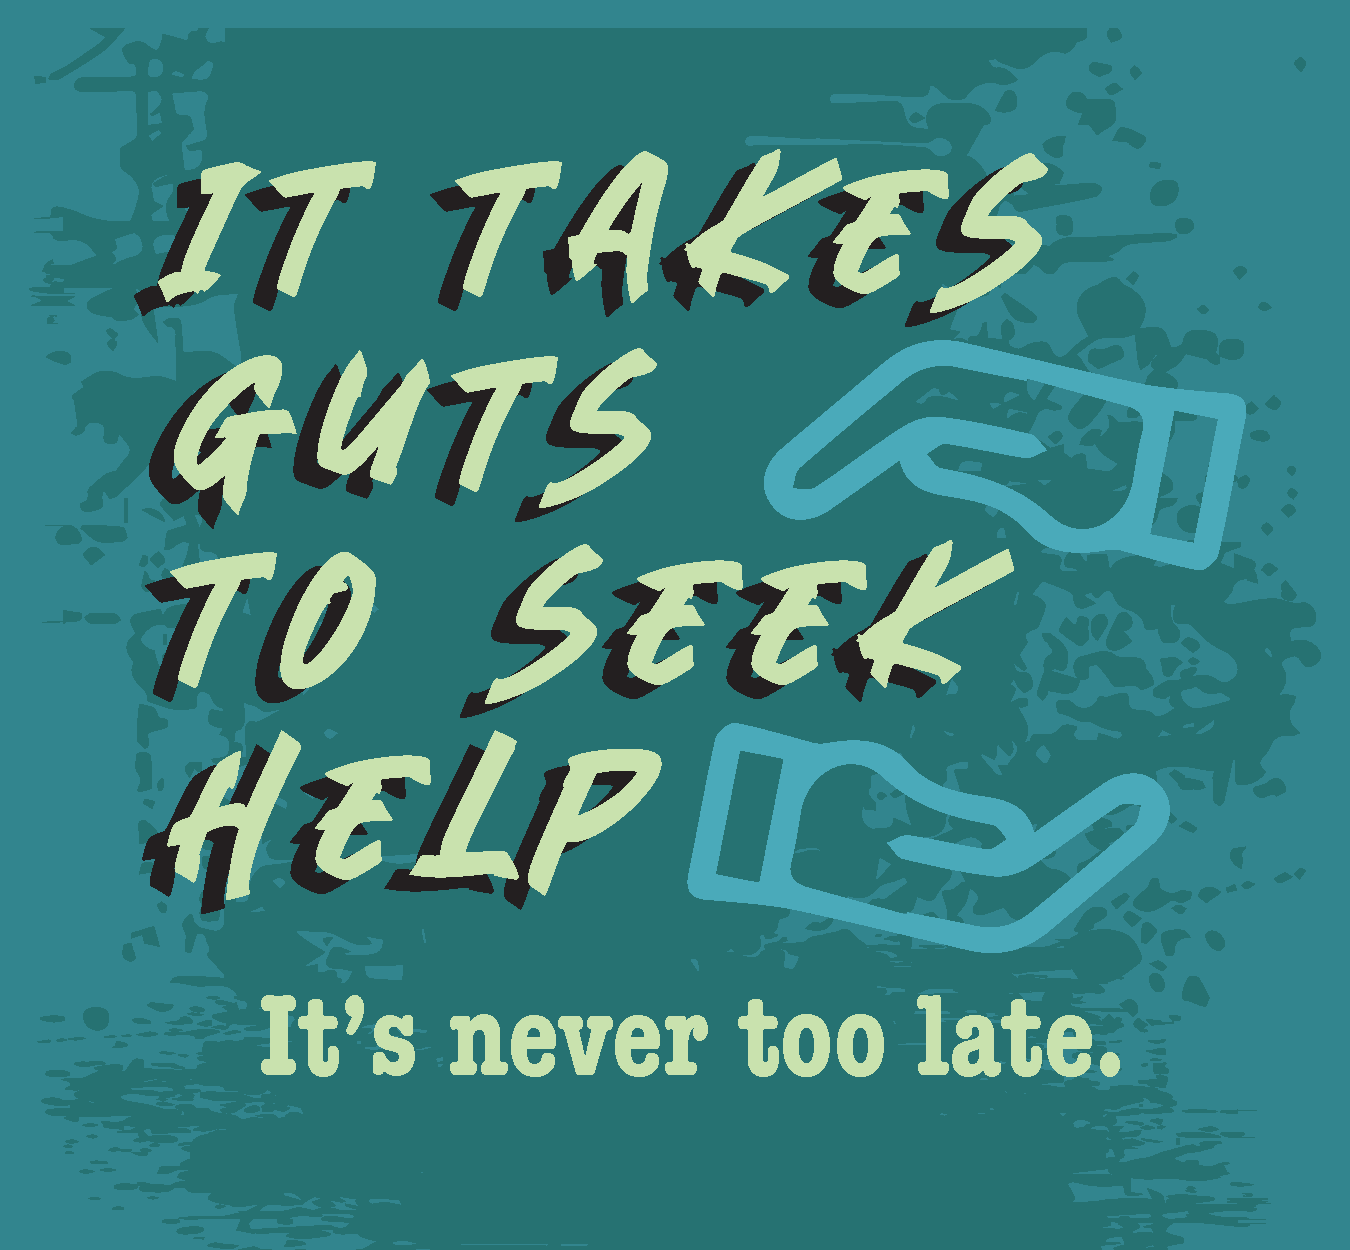 IT TAKES
GUTS
TO SEEK
HELP
It's never too late.